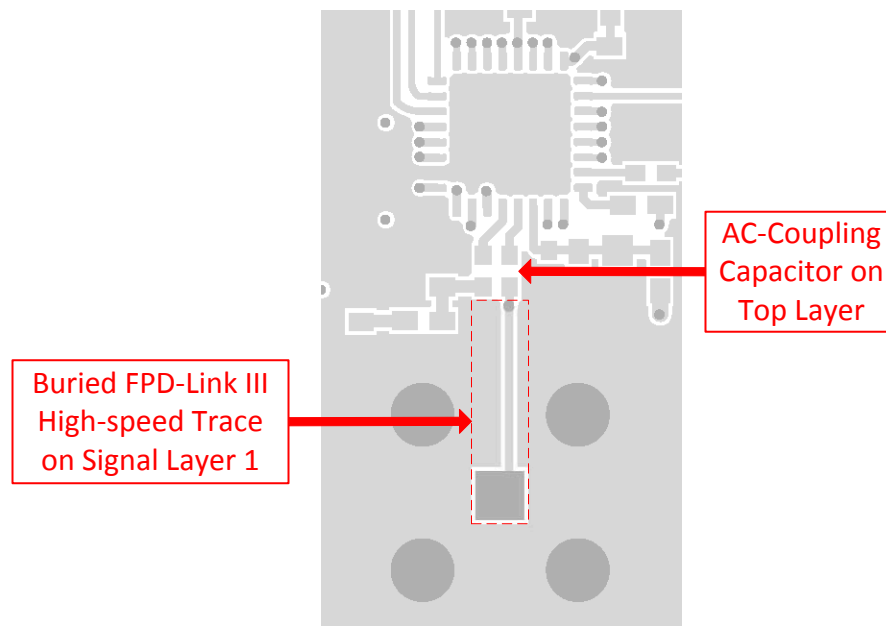 AC-Coupling
Capacitor on
Top Layer
Buried FPD-Link III
High-speed Trace
on Signal Layer 1